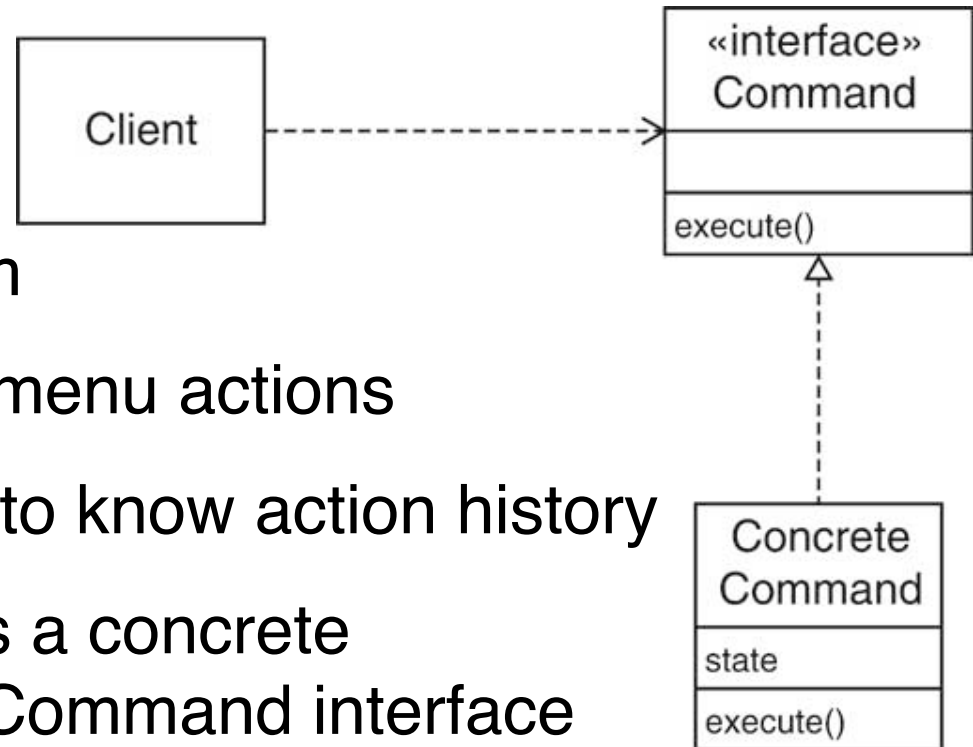 «interface»
Command
Client
execute()
menu actions
to know action history
Concrete
Command
s a concrete
state
Command interface
execute()